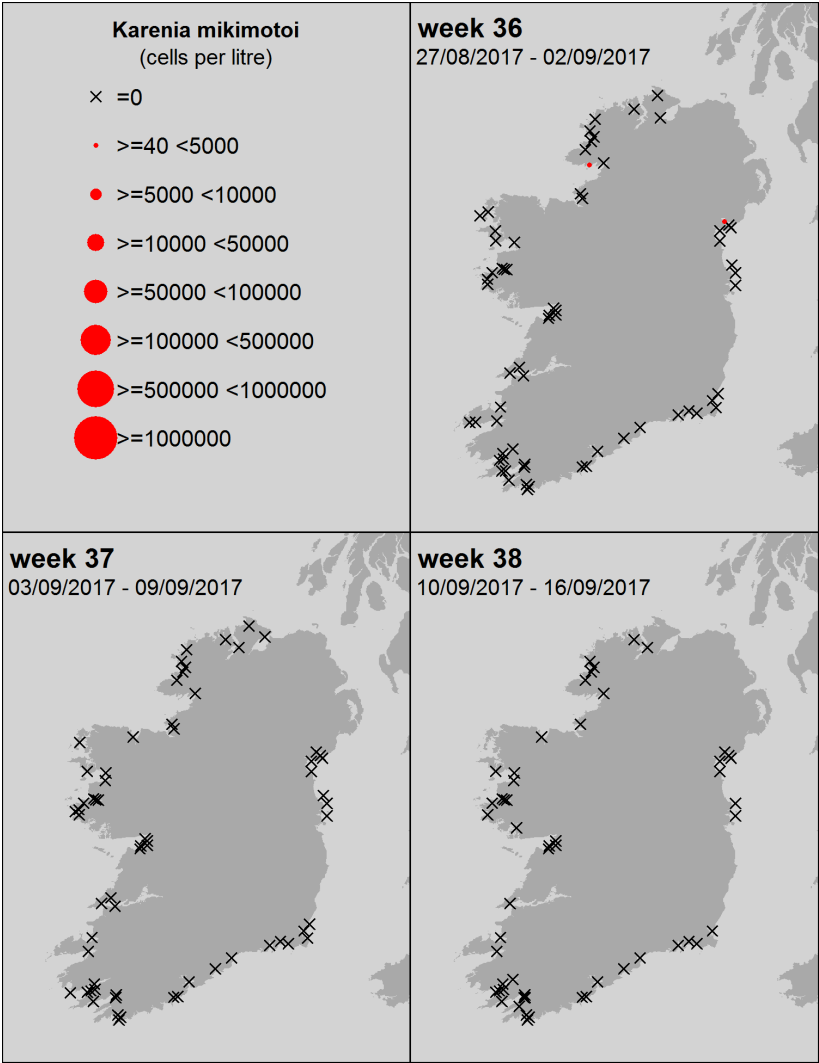 Karenia mikimotoi
(cells per litre)
=0
>=40 <5000
>=5000 <10000
>=10000 <50000
>=50000 <100000
>=100000 <500000
>=500000 <1000000
>=1000000
week 36
27/08/2017 - 02/09/2017
week 37
03/09/2017 - 09/09/2017
week 38
10/09/2017 - 16/09/2017